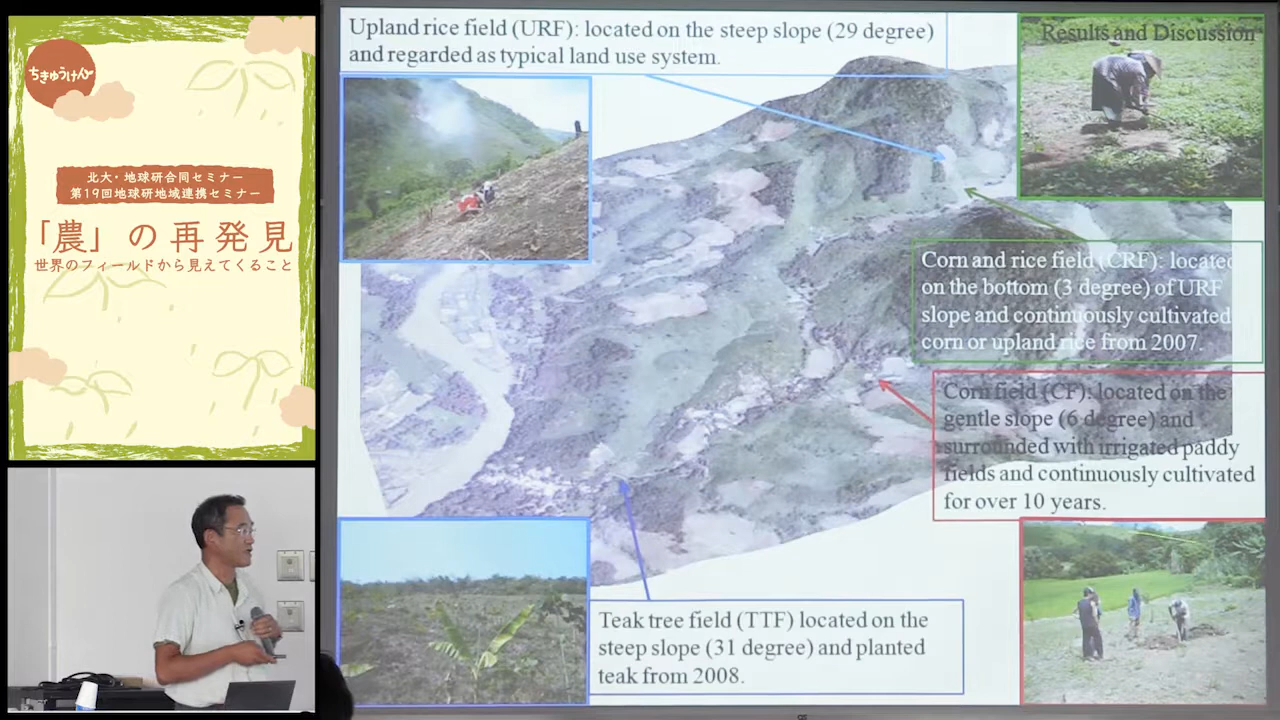 ちきゅうけん
北大・地球研合同セミナー
第19回地球研地域連携セミナー
「農」の再発見
世界のフィールドから見えてくること
Upland rice field (URF): located on the steep slope (29 degree)
and regarded as typical land use system.
Results and Discussion
Corn and rice field (CRF): located
on the bottom (3 degree) of URF
slope and continuously cultivated
corn or upland rice from 2007.
Corn field (CF): located on the
gentle slope (6 degree) and
surrounded with irrigated paddy
fields and continuously cultivated
for over 10 years.
Teak tree field (TTF) located on the
steep slope (31 degree) and planted
teak from 2008.